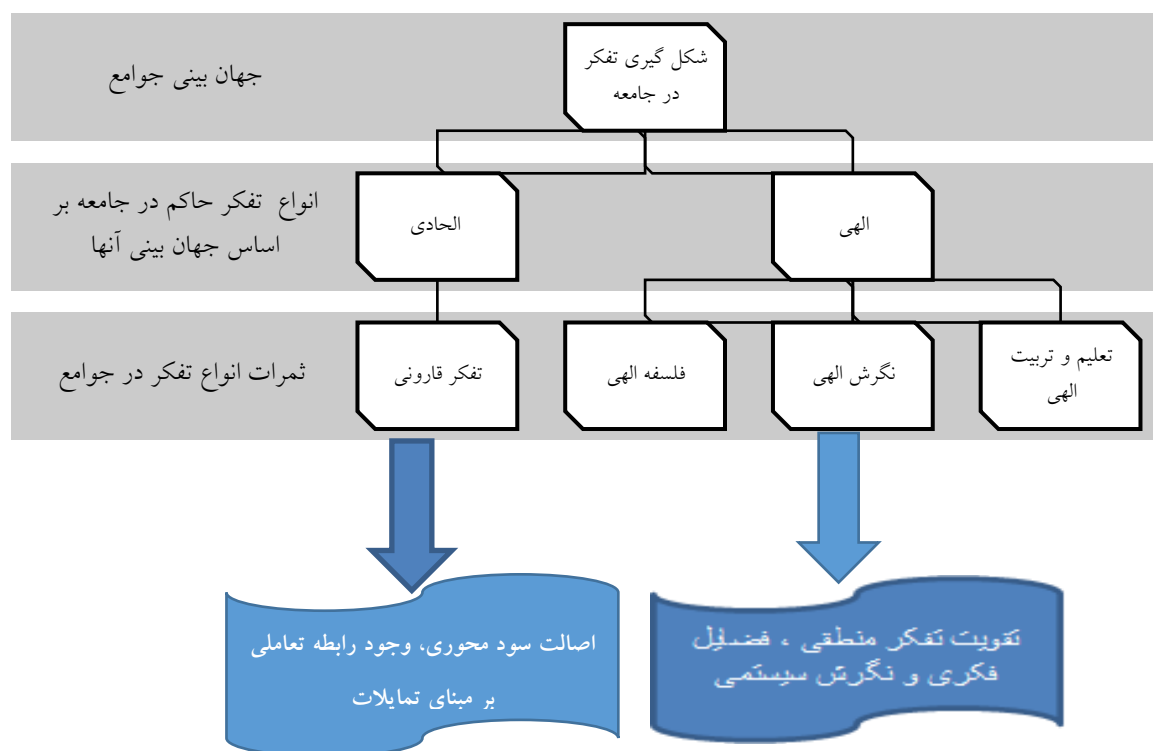 جهان بینی جوامع
شکل گیری تفکر
در جامعه
انواع تفکر حاکم در جامعه بر
اساس جهان بینی آنها
الهی
الحادی
ثمرات انواع تفکر در جوامع
تعلیم و تربیت
الهی
نگرش الهی
فلسفه الهی
تفکر قارونی
تقویت تفکر منطقی ، فضایل
فکری و نگرش سیستمی
اصالت سود محوری، وجود رابطه تعاملی
بر مبنای تمایلات